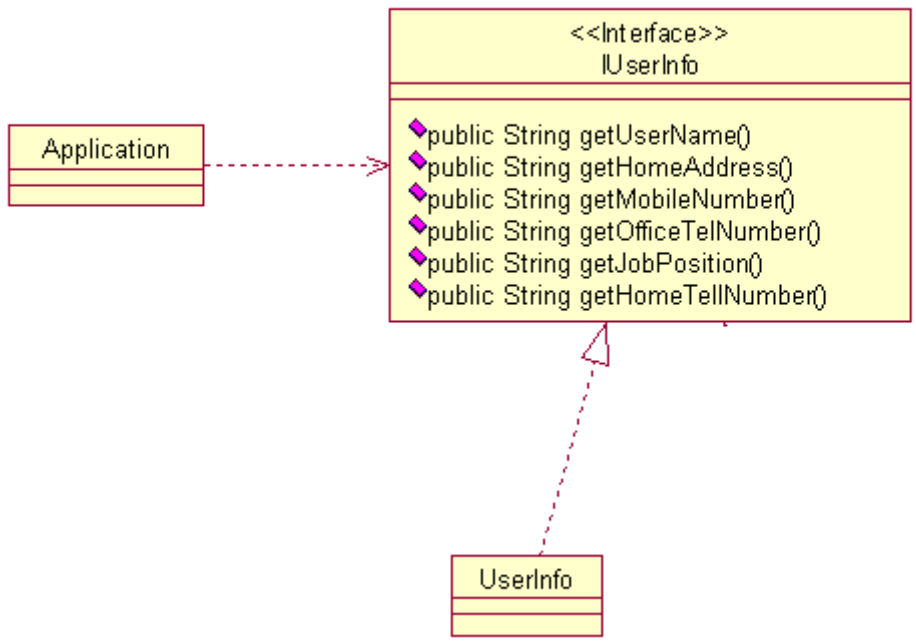 <<Interface>>
IUserInfo
Application
public String getUserName()
public String getHomeAddress()
public String getMobileNumber()
public String getOfficeTelNumber()
public String getJobPosition()
public String getHomeTellNumber()
UserInfo